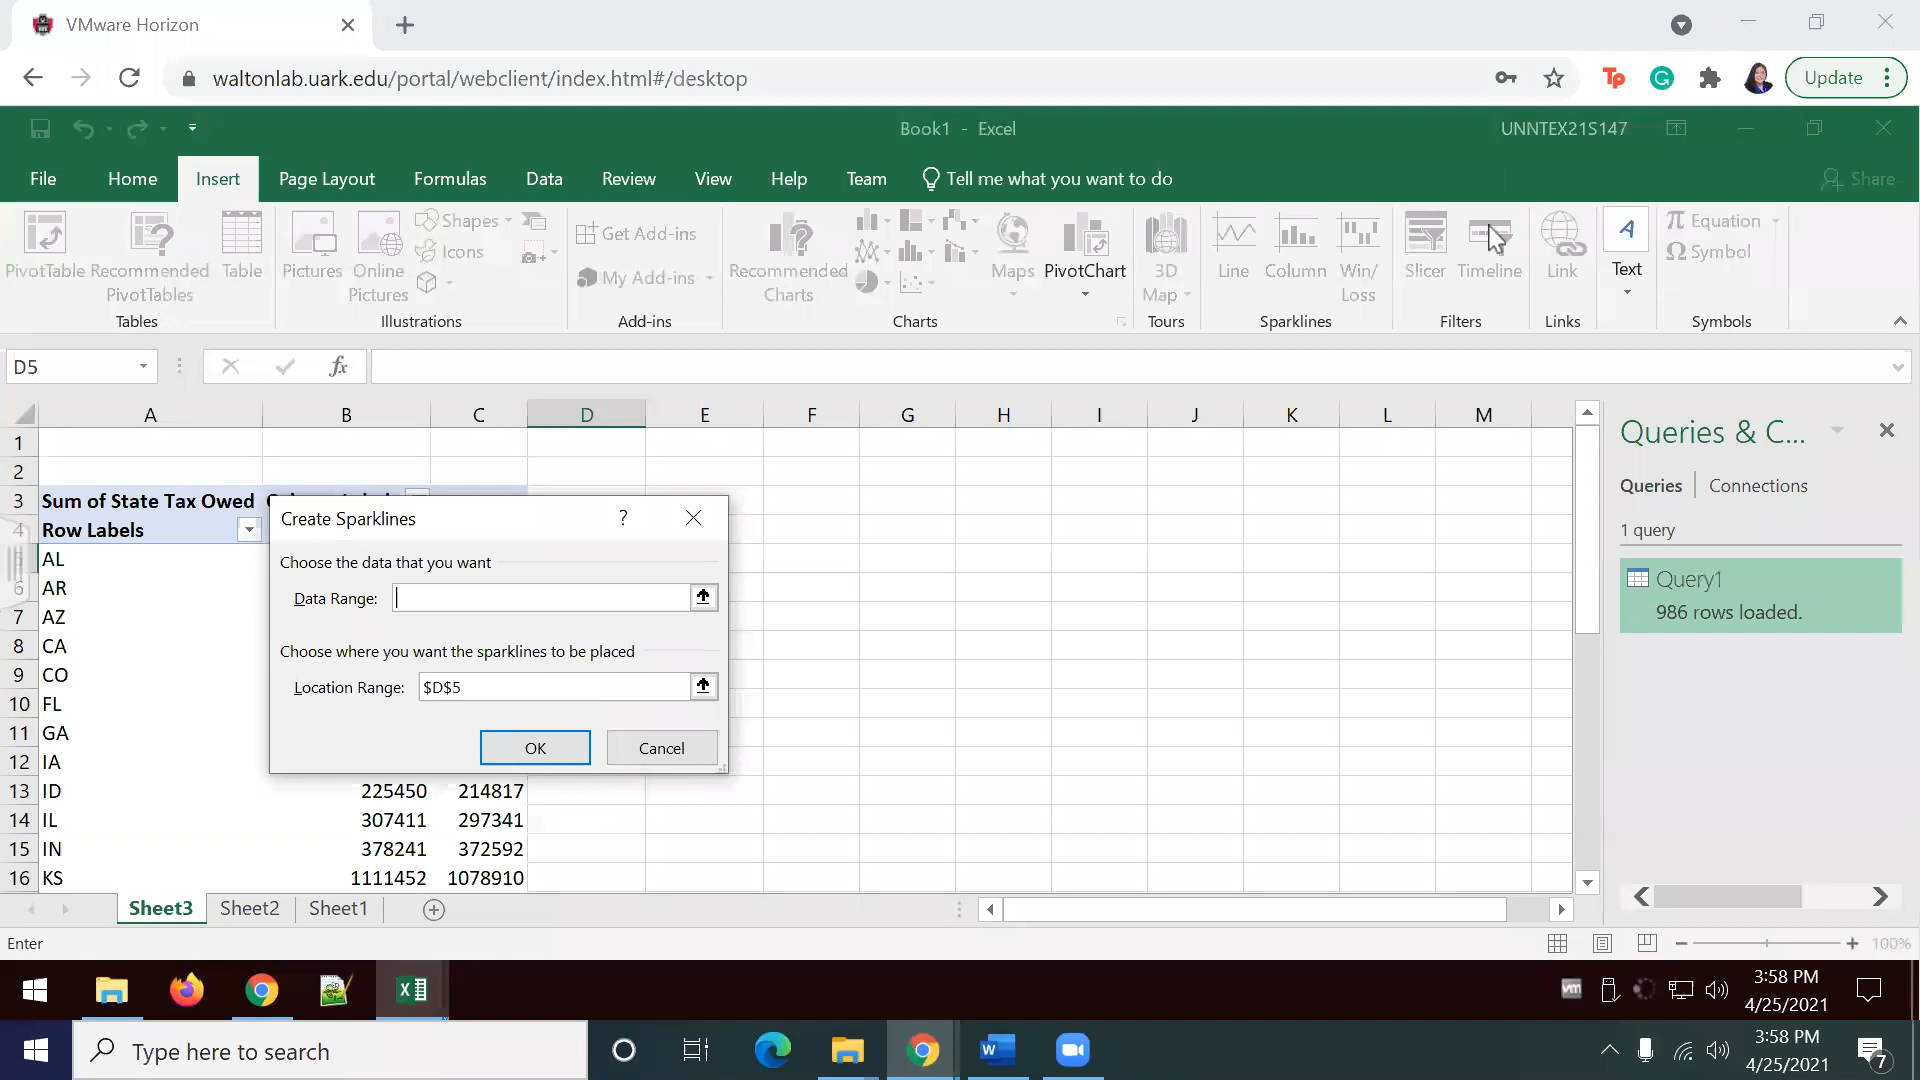 VMware Horizon
waltonlab.uark.edu/portal/webclient/index.html#/desktop
Update
Book1 - Excel
UNNTEX21S147
File Home Insert Page Layout Formulas Data Review View Help Team Tell me what you want to do Share
PivotTable
Recommended
PivotTables
Table
Tables
Pictures
Online
Pictures
Shapes
Icons
Illustrations
Get Add-ins
My Add-ins
Add-ins
Recommended
Charts
Maps
PivotChart
Charts
3D
Map
Tours
Line
Column
Win/
Loss
Sparklines
Slicer
Timeline
Filters
Link
Links
A
Text
π Equation
Ω Symbol
Symbols
D5
fx
A B C D E F G H I J K L M
1
2
3 Sum of State Tax Owed
4 Row Labels
AL
6 AR
7 AZ
8 CA
9 CO
10 FL
11 GA
12 IA
13 ID 225450 214817
14 IL 307411 297341
15 IN 378241 372592
16 KS 1111452 1078910
Create Sparklines ?
Choose the data that you want
Data Range:
Choose where you want the sparklines to be placed
Location Range: $D$5
OK Cancel
Queries & C...
Queries Connections
1 query
Query1
986 rows loaded.
Sheet3 Sheet2 Sheet1
Enter
100%
vm
3:58 PM
4/25/2021
Type here to search
3:58 PM
4/25/2021
7